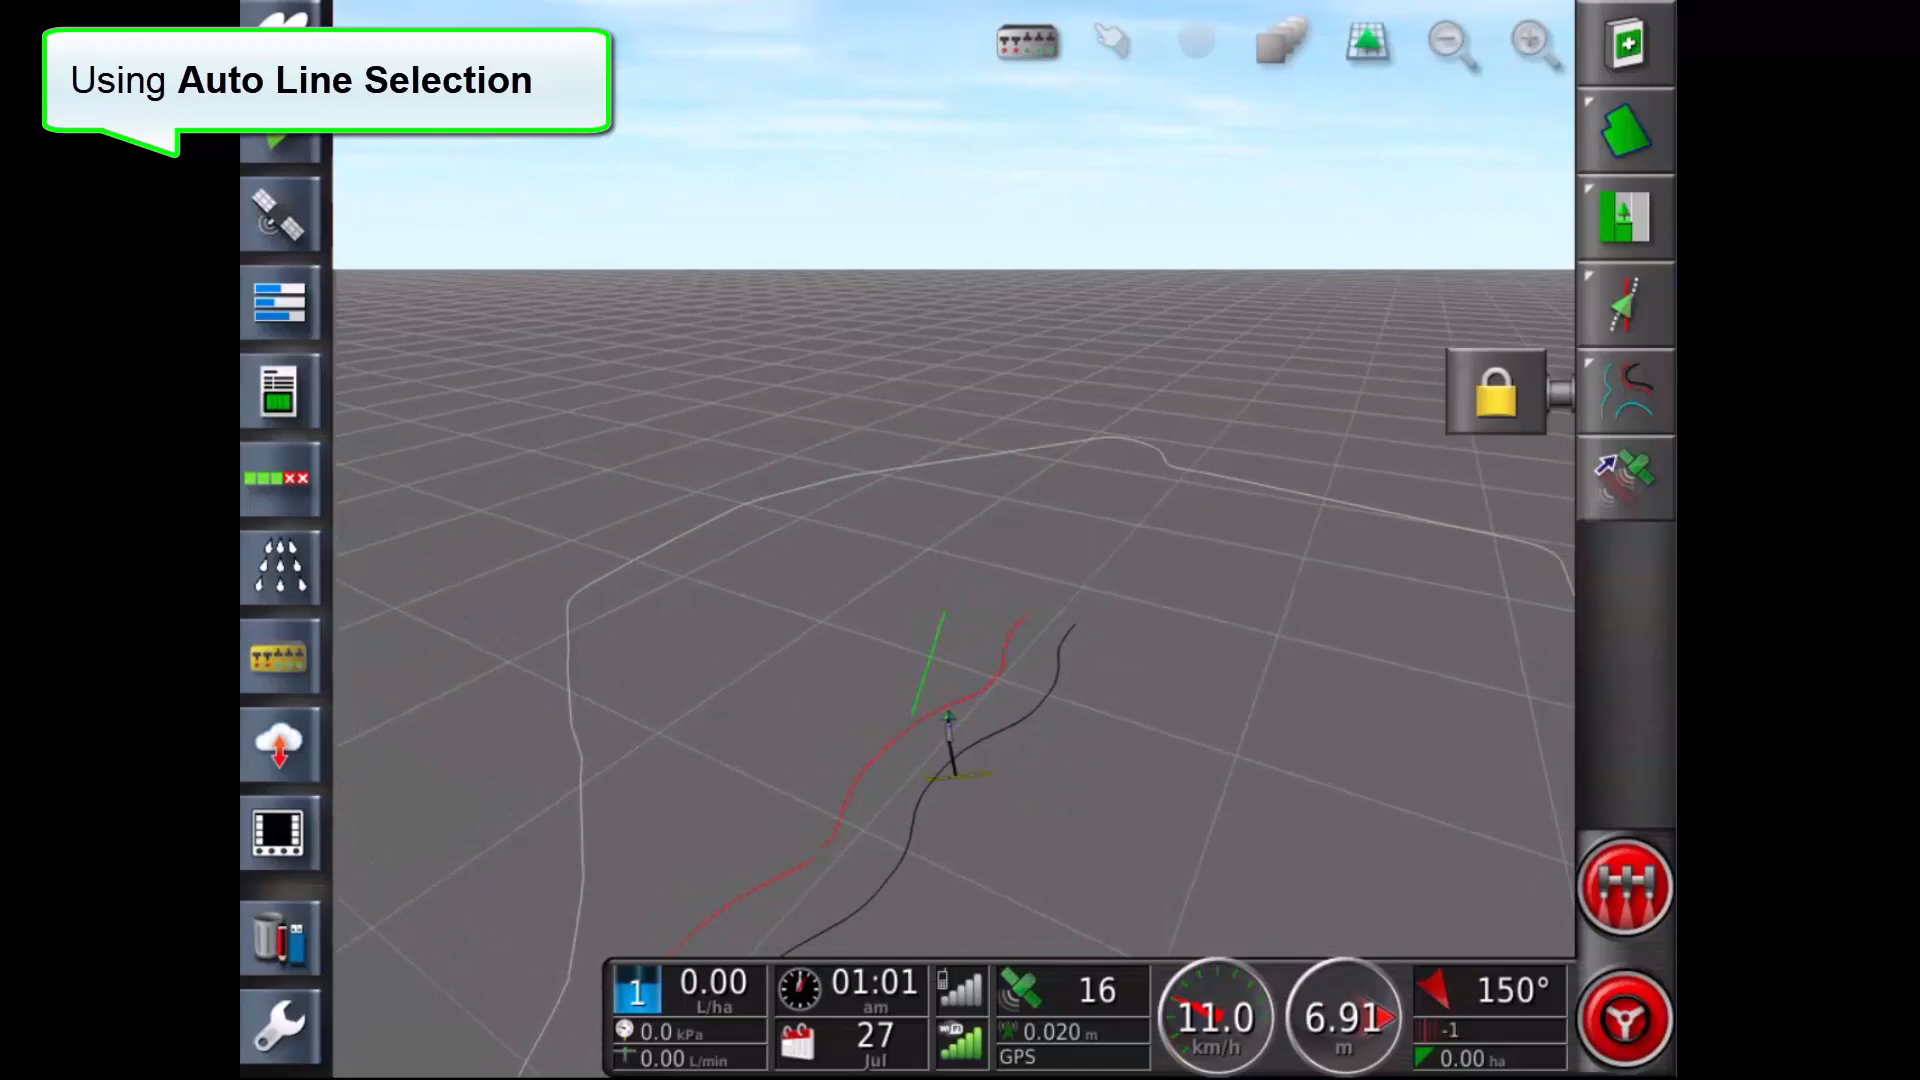 Using Auto Line Selection
1
0.00
L/ha
0.0 kPa
0.00 L/min
01:01
am
27
Jul
WiFi
16
0.020 m
GPS
11.0
km/h
6.91
m
150°
-1
0.00 ha